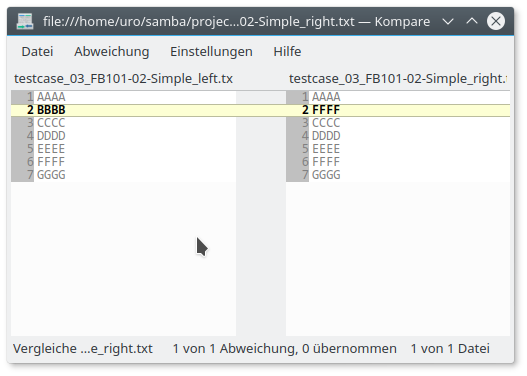 file:///home/uro/samba/projec...02-Simple_right.txt — Kompare
Datei Abweichung Einstellungen Hilfe
testcase_03_FB101-02-Simple_left.tx
1 AAAA
2 BBBB
3 CCCC
4 DDDD
5 EEEE
6 FFFF
7 GGGG
testcase_03_FB101-02-Simple_right.
1 AAAA
2 FFFF
3 CCCC
4 DDDD
5 EEEE
6 FFFF
7 GGGG
Vergleiche ...e_right.txt 1 von 1 Abweichung, 0 übernommen 1 von 1 Datei